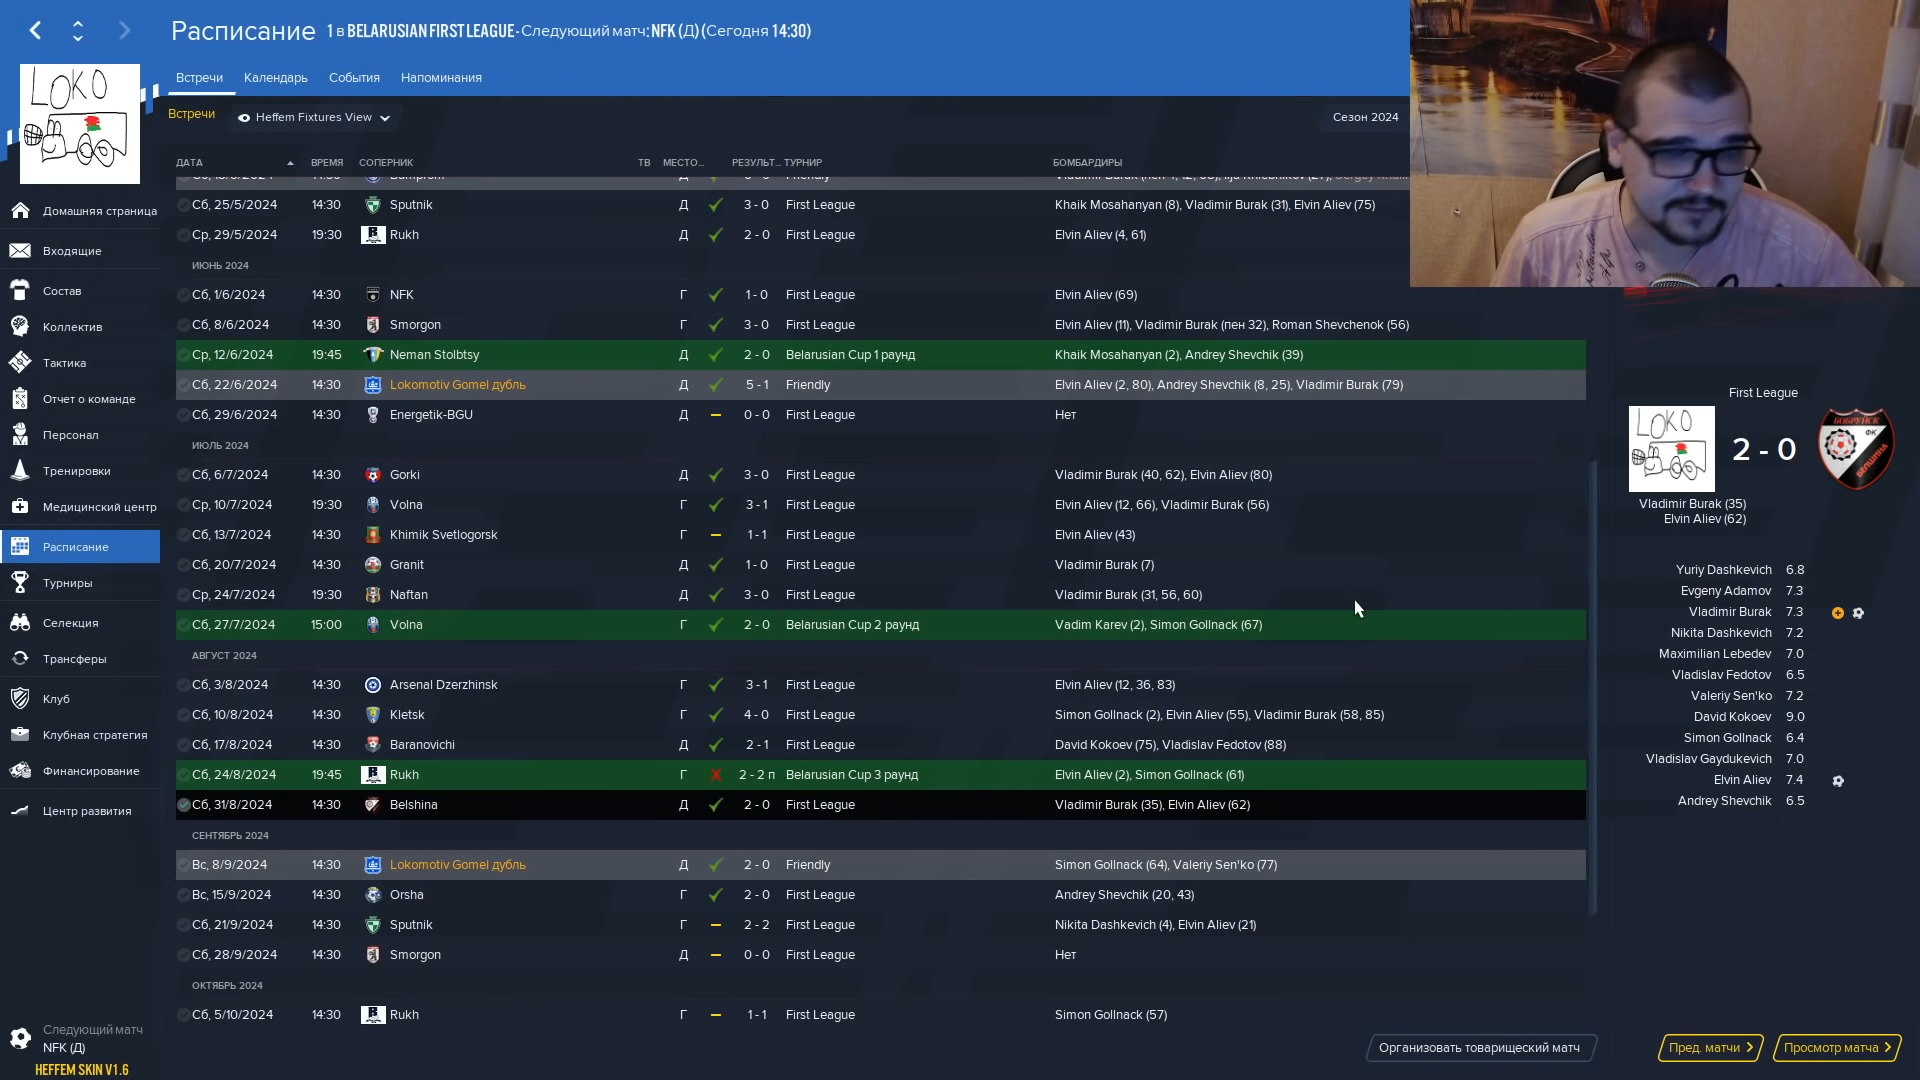 Расписание
1 в BELARUSIAN FIRST LEAGUE - Следующий матч: NFK (Д) (Сегодня 14:30)
Встречи Календарь События Напоминания
Встречи Heffem Fixtures View Сезон 2024
ДАТА ВРЕМЯ СОПЕРНИК ТВ МЕСТО... РЕЗУЛЬТ... ТУРНИР БОМБАРДИРЫ
Сб, 25/5/2024 14:30 Sputnik Д 3 - 0 First League Khaik Mosahanyan (8), Vladimir Burak (31), Elvin Aliev (75)
Ср, 29/5/2024 19:30 Rukh Д 2 - 0 First League Elvin Aliev (4, 61)
ИЮНЬ 2024
Сб, 1/6/2024 14:30 NFK Г 1 - 0 First League Elvin Aliev (69)
Сб, 8/6/2024 14:30 Smorgon Г 3 - 0 First League Elvin Aliev (11), Vladimir Burak (пен 32), Roman Shevchenok (56)
Ср, 12/6/2024 19:45 Neman Stolbtsy Д 2 - 0 Belarusian Cup 1 раунд Khaik Mosahanyan (2), Andrey Shevchik (39)
Сб, 22/6/2024 14:30 Lokomotiv Gomel дубль Д 5 - 1 Friendly Elvin Aliev (2, 80), Andrey Shevchik (8, 25), Vladimir Burak (79)
Сб, 29/6/2024 14:30 Energetik-BGU Д 0 - 0 First League Нет
ИЮЛЬ 2024
Сб, 6/7/2024 14:30 Gorki Д 3 - 0 First League Vladimir Burak (40, 62), Elvin Aliev (80)
Ср, 10/7/2024 19:30 Volna Г 3 - 1 First League Elvin Aliev (12, 66), Vladimir Burak (56)
Сб, 13/7/2024 14:30 Khimik Svetlogorsk Г 1 - 1 First League Elvin Aliev (43)
Сб, 20/7/2024 14:30 Granit Д 1 - 0 First League Vladimir Burak (7)
Ср, 24/7/2024 19:30 Naftan Д 3 - 0 First League Vladimir Burak (31, 56, 60)
Сб, 27/7/2024 15:00 Volna Г 2 - 0 Belarusian Cup 2 раунд Vadim Karev (2), Simon Gollnack (67)
АВГУСТ 2024
Сб, 3/8/2024 14:30 Arsenal Dzerzhinsk Г 3 - 1 First League Elvin Aliev (12, 36, 83)
Сб, 10/8/2024 14:30 Kletsk Г 4 - 0 First League Simon Gollnack (2), Elvin Aliev (55), Vladimir Burak (58, 85)
Сб, 17/8/2024 14:30 Baranovichi Д 2 - 1 First League David Kokoev (75), Vladislav Fedotov (88)
Сб, 24/8/2024 19:45 Rukh Г 2 - 2 п Belarusian Cup 3 раунд Elvin Aliev (2), Simon Gollnack (61)
Сб, 31/8/2024 14:30 Belshina Д 2 - 0 First League Vladimir Burak (35), Elvin Aliev (62)
СЕНТЯБРЬ 2024
Вс, 8/9/2024 14:30 Lokomotiv Gomel дубль Д 2 - 0 Friendly Simon Gollnack (64), Valeriy Sen'ko (77)
Вс, 15/9/2024 14:30 Orsha Г 2 - 0 First League Andrey Shevchik (20, 43)
Сб, 21/9/2024 14:30 Sputnik Г 2 - 2 First League Nikita Dashkevich (4), Elvin Aliev (21)
Сб, 28/9/2024 14:30 Smorgon Д 0 - 0 First League Нет
ОКТЯБРЬ 2024
Сб, 5/10/2024 14:30 Rukh Г 1 - 1 First League Simon Gollnack (57)
Организовать товарищеский матч
Пред. матчи
Просмотр матча
LOKO
Домашняя страница
Входящие
Состав
Коллектив
Тактика
Отчет о команде
Персонал
Тренировки
Медицинский центр
Расписание
Турниры
Селекция
Трансферы
Клуб
Клубная стратегия
Финансирование
Центр развития
Следующий матч
NFK (Д)
HEFFEM SKIN V1.6
First League
LOKO
2 - 0
БОБРУЙСК
ФК
БЕЛШИНА
Vladimir Burak (35)
Elvin Aliev (62)
Yuriy Dashkevich 6.8
Evgeny Adamov 7.3
Vladimir Burak 7.3
Nikita Dashkevich 7.2
Maximilian Lebedev 7.0
Vladislav Fedotov 6.5
Valeriy Sen'ko 7.2
David Kokoev 9.0
Simon Gollnack 6.4
Vladislav Gaydukevich 7.0
Elvin Aliev 7.4
Andrey Shevchik 6.5